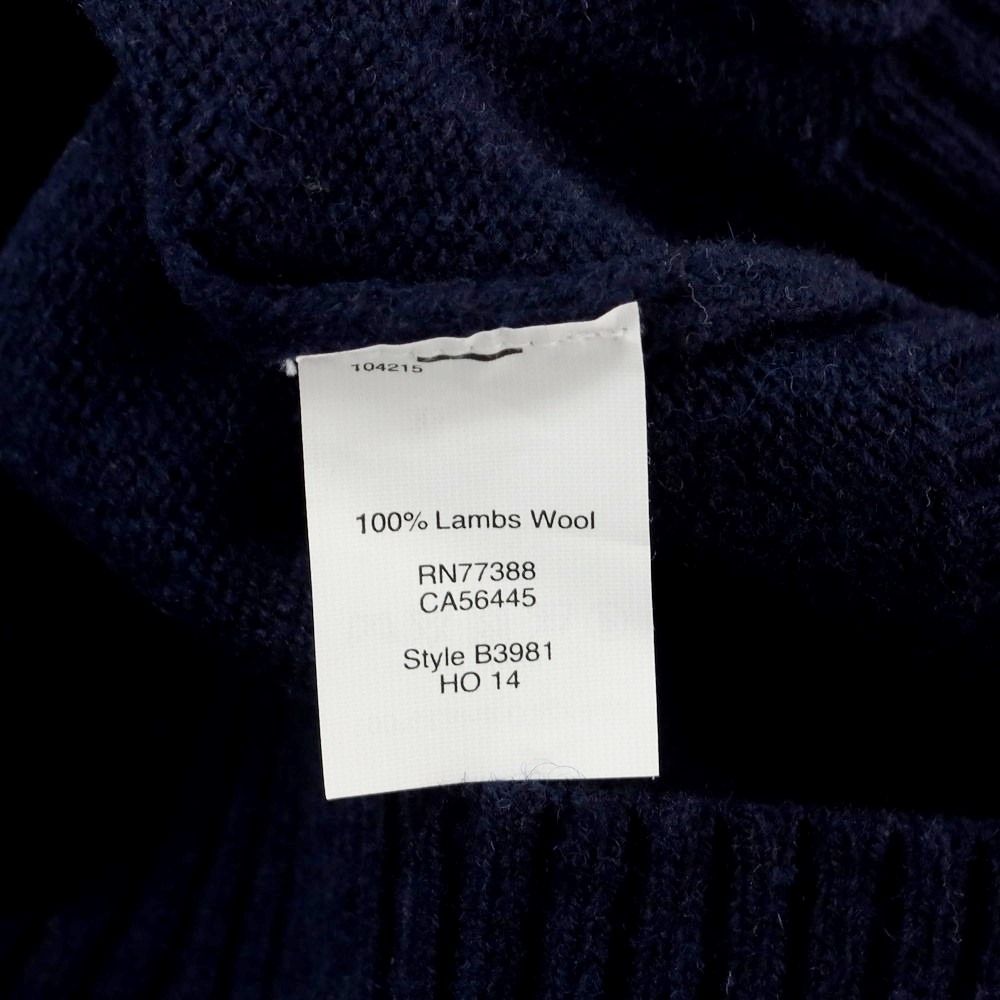 104215
100% Lambs Wool
RN77388
CA56445
Style B3981
HO 14